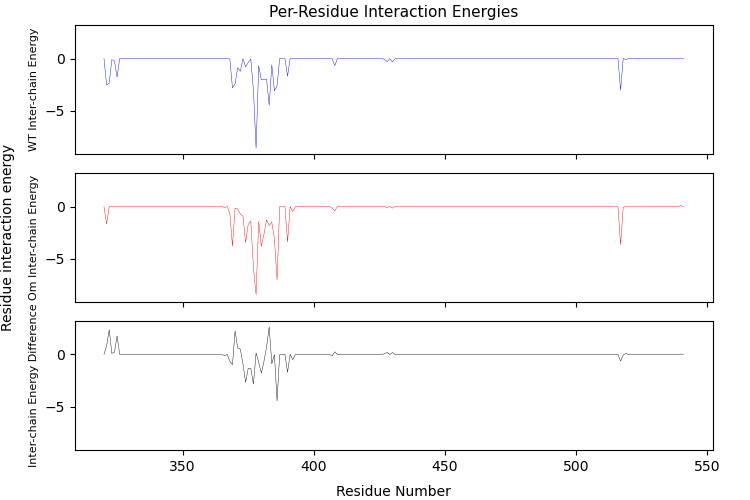 Per-Residue Interaction Energies
Residue interaction energy
WT Inter-chain Energy
0
−5
Om Inter-chain Energy
0
−5
Inter-chain Energy Difference
0
−5
350
400
450
500
550
Residue Number